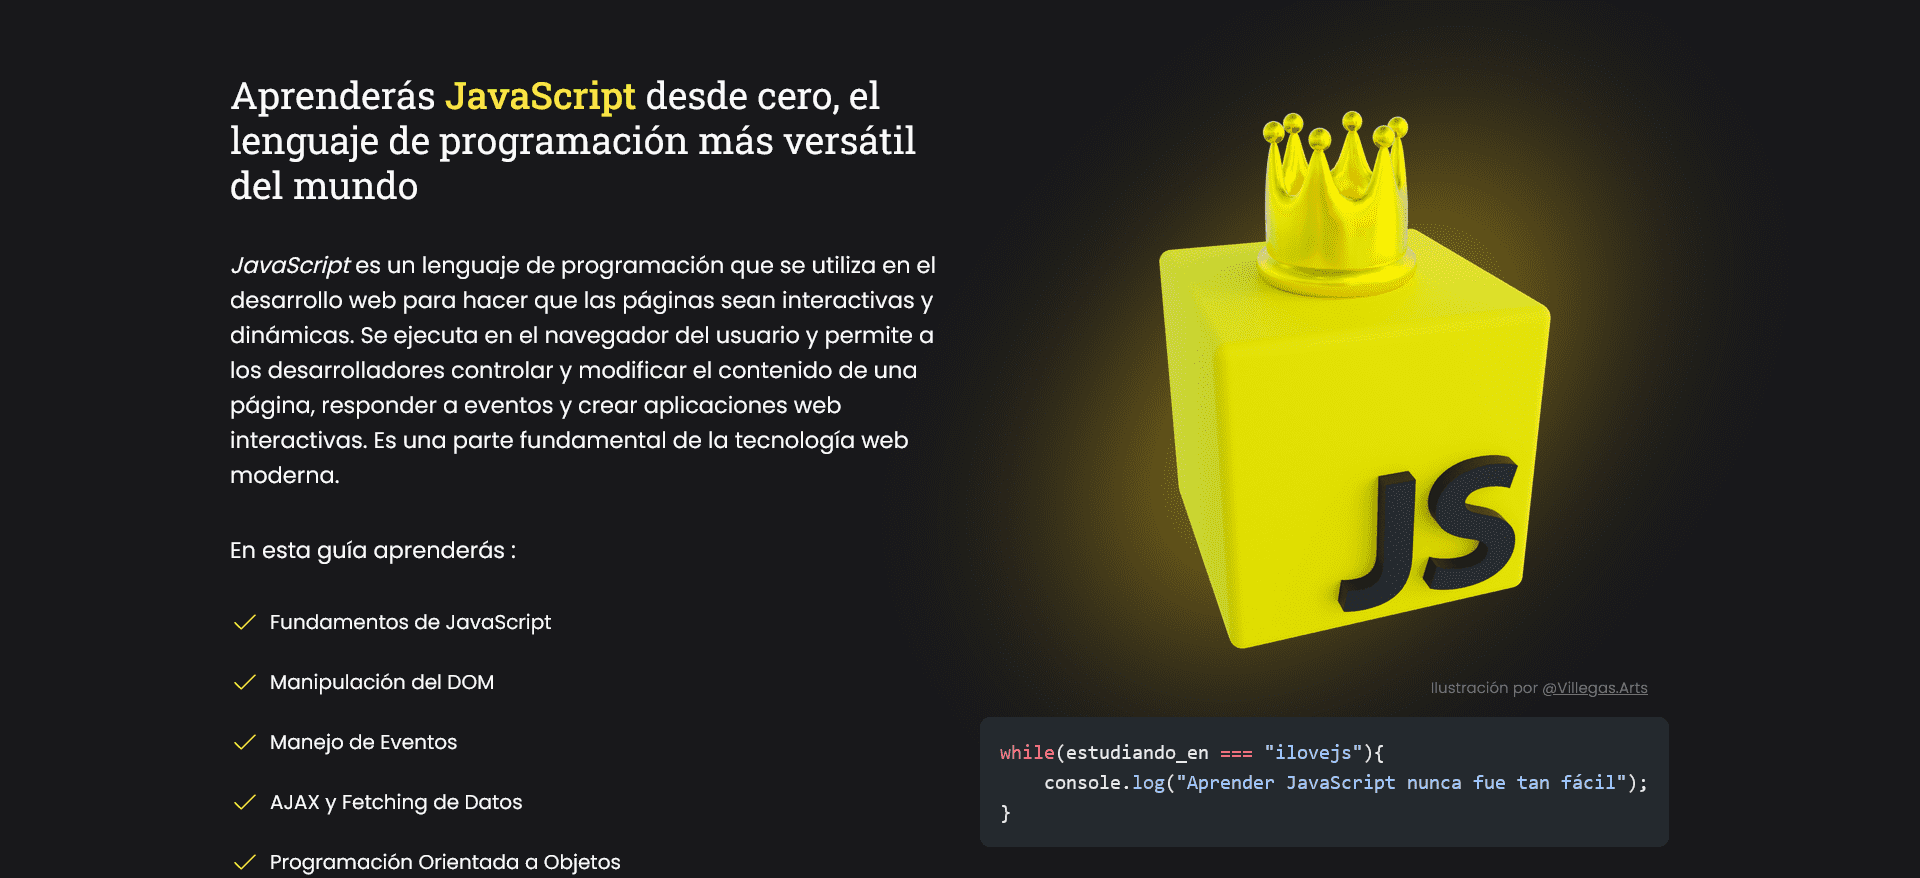 Aprenderás JavaScript desde cero, el
lenguaje de programación más versátil
del mundo
JavaScript es un lenguaje de programación que se utiliza en el
desarrollo web para hacer que las páginas sean interactivas y
dinámicas. Se ejecuta en el navegador del usuario y permite a
los desarrolladores controlar y modificar el contenido de una
página, responder a eventos y crear aplicaciones web
interactivas. Es una parte fundamental de la tecnología web
moderna.
En esta guía aprenderás :
Fundamentos de JavaScript
Manipulación del DOM
Manejo de Eventos
AJAX y Fetching de Datos
Programación Orientada a Objetos
JS
Ilustración por @Villegas.Arts
while(estudiando_en === "ilovejs"){
    console.log("Aprender JavaScript nunca fue tan fácil");
}